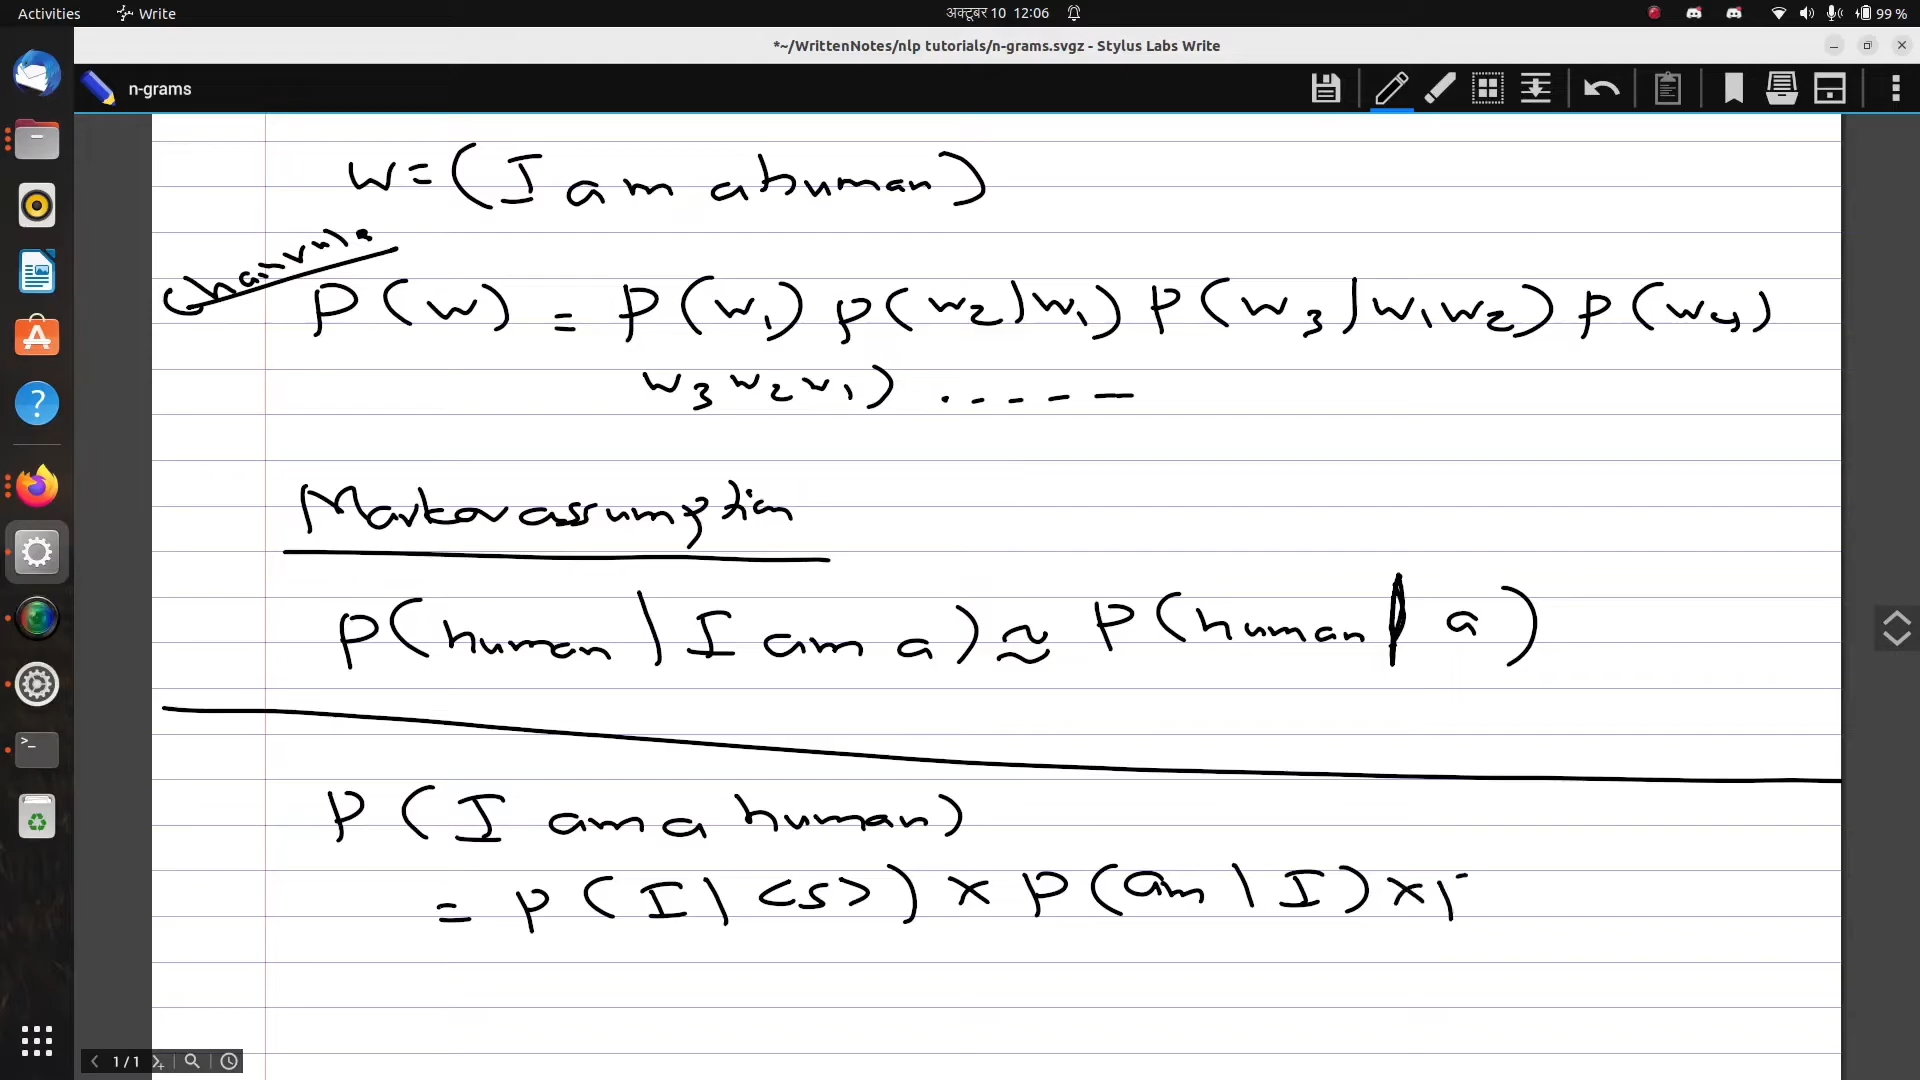 Activities Write अक्टूबर 10 12:06 99 %
*~/WrittenNotes/nlp tutorials/n-grams.svgz - Stylus Labs Write
n-grams
W = (I am a human)
Chain rule
P(w) = P(w1) P(w2|w1) P(w3|w1w2) P(w4|
w3w2w1) .....
Markov assumption
P(human | I am a) ≈ P(human | a)
P(I am a human)
= P(I | <s>) × P(am | I) ×
1 / 1